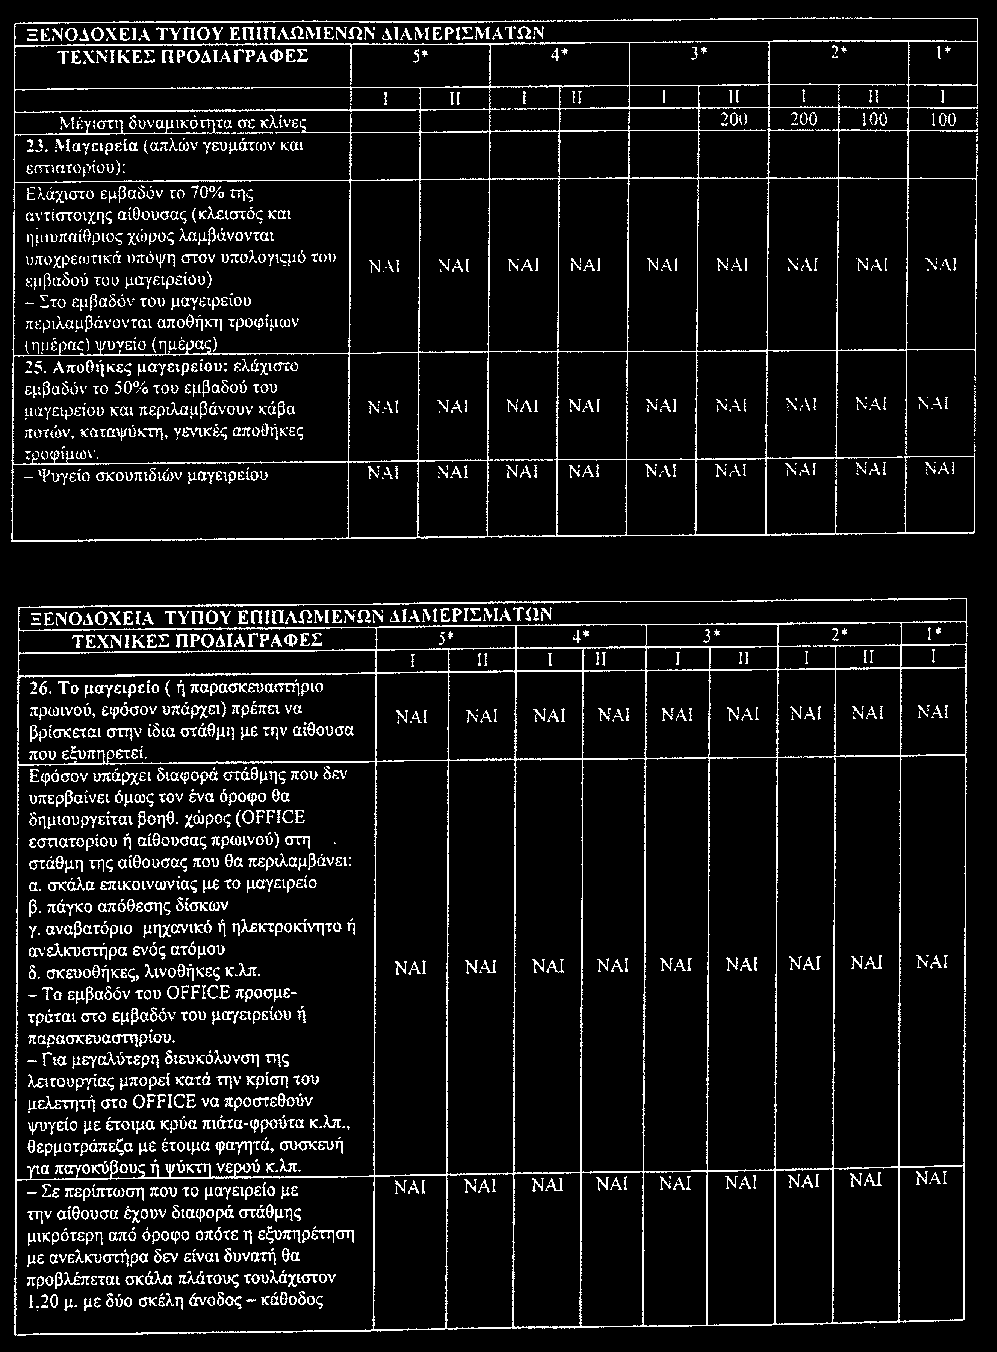 ΞΕΝΟΔΟΧΕΙΑ ΤΥΠΟΥ ΕΠΙΠΛΩΜΕΝΩΝ ΔΙΑΜΕΡΙΣΜΑΤΩΝ
ΤΕΧΝΙΚΕΣ ΠΡΟΔΙΑΓΡΑΦΕΣ 5* 4* 3* 2* 1*
I II I II I II I II I
Μέγιστη δυναμικότητα σε κλίνες 200 200 100 100
23. Μαγειρεία (απλών γευμάτων και
εστιατορίου):
Ελάχιστο εμβαδόν το 70% της
αντίστοιχης αίθουσας (κλειστός και
ημιυπαίθριος χώρος λαμβάνονται
υποχρεωτικά υπόψη στον υπολογισμό του
εμβαδού του μαγειρείου) ΝΑΙ ΝΑΙ ΝΑΙ ΝΑΙ ΝΑΙ ΝΑΙ ΝΑΙ ΝΑΙ ΝΑΙ
– Στο εμβαδόν του μαγειρείου
περιλαμβάνονται αποθήκη τροφίμων
(ημέρας) ψυγείο (ημέρας)
25. Αποθήκες μαγειρείου: ελάχιστο
εμβαδόν το 50% του εμβαδού του
μαγειρείου και περιλαμβάνουν κάβα ΝΑΙ ΝΑΙ ΝΑΙ ΝΑΙ ΝΑΙ ΝΑΙ ΝΑΙ ΝΑΙ ΝΑΙ
ποτών, καταψύκτη, γενικές αποθήκες
τροφίμων.
– Ψυγείο σκουπιδιών μαγειρείου ΝΑΙ ΝΑΙ ΝΑΙ ΝΑΙ ΝΑΙ ΝΑΙ ΝΑΙ ΝΑΙ ΝΑΙ
ΞΕΝΟΔΟΧΕΙΑ ΤΥΠΟΥ ΕΠΙΠΛΩΜΕΝΩΝ ΔΙΑΜΕΡΙΣΜΑΤΩΝ
ΤΕΧΝΙΚΕΣ ΠΡΟΔΙΑΓΡΑΦΕΣ 5* 4* 3* 2* 1*
I II I II I II I II I
26. Το μαγειρείο ( ή παρασκευαστήριο
πρωινού, εφόσον υπάρχει) πρέπει να ΝΑΙ ΝΑΙ ΝΑΙ ΝΑΙ ΝΑΙ ΝΑΙ ΝΑΙ ΝΑΙ ΝΑΙ
βρίσκεται στην ίδια στάθμη με την αίθουσα
που εξυπηρετεί.
Εφόσον υπάρχει διαφορά στάθμης που δεν
υπερβαίνει όμως τον ένα όροφο θα
δημιουργείται βοηθ. χώρος (OFFICE
εστιατορίου ή αίθουσας πρωινού) στη
στάθμη της αίθουσας που θα περιλαμβάνει:
α. σκάλα επικοινωνίας με το μαγειρείο
β. πάγκο απόθεσης δίσκων
γ. αναβατόριο μηχανικό ή ηλεκτροκίνητο ή
ανελκυστήρα ενός ατόμου
δ. σκευοθήκες, λινοθήκες κ.λπ. ΝΑΙ ΝΑΙ ΝΑΙ ΝΑΙ ΝΑΙ ΝΑΙ ΝΑΙ ΝΑΙ ΝΑΙ
– Το εμβαδόν του OFFICE προσμε-
τράται στο εμβαδόν του μαγειρείου ή
παρασκευαστηρίου.
– Για μεγαλύτερη διευκόλυνση της
λειτουργίας μπορεί κατά την κρίση του
μελετητή στο OFFICE να προστεθούν
ψυγείο με έτοιμα κρύα πιάτα-φρούτα κ.λπ.,
θερμοτράπεζα με έτοιμα φαγητά, συσκευή
για παγοκύβους ή ψύκτη νερού κ.λπ.
– Σε περίπτωση που το μαγειρείο με ΝΑΙ ΝΑΙ ΝΑΙ ΝΑΙ ΝΑΙ ΝΑΙ ΝΑΙ ΝΑΙ ΝΑΙ
την αίθουσα έχουν διαφορά στάθμης
μικρότερη από όροφο οπότε η εξυπηρέτηση
με ανελκυστήρα δεν είναι δυνατή θα
προβλέπεται σκάλα πλάτους τουλάχιστον
1.20 μ. με δύο σκέλη άνοδος – κάθοδος